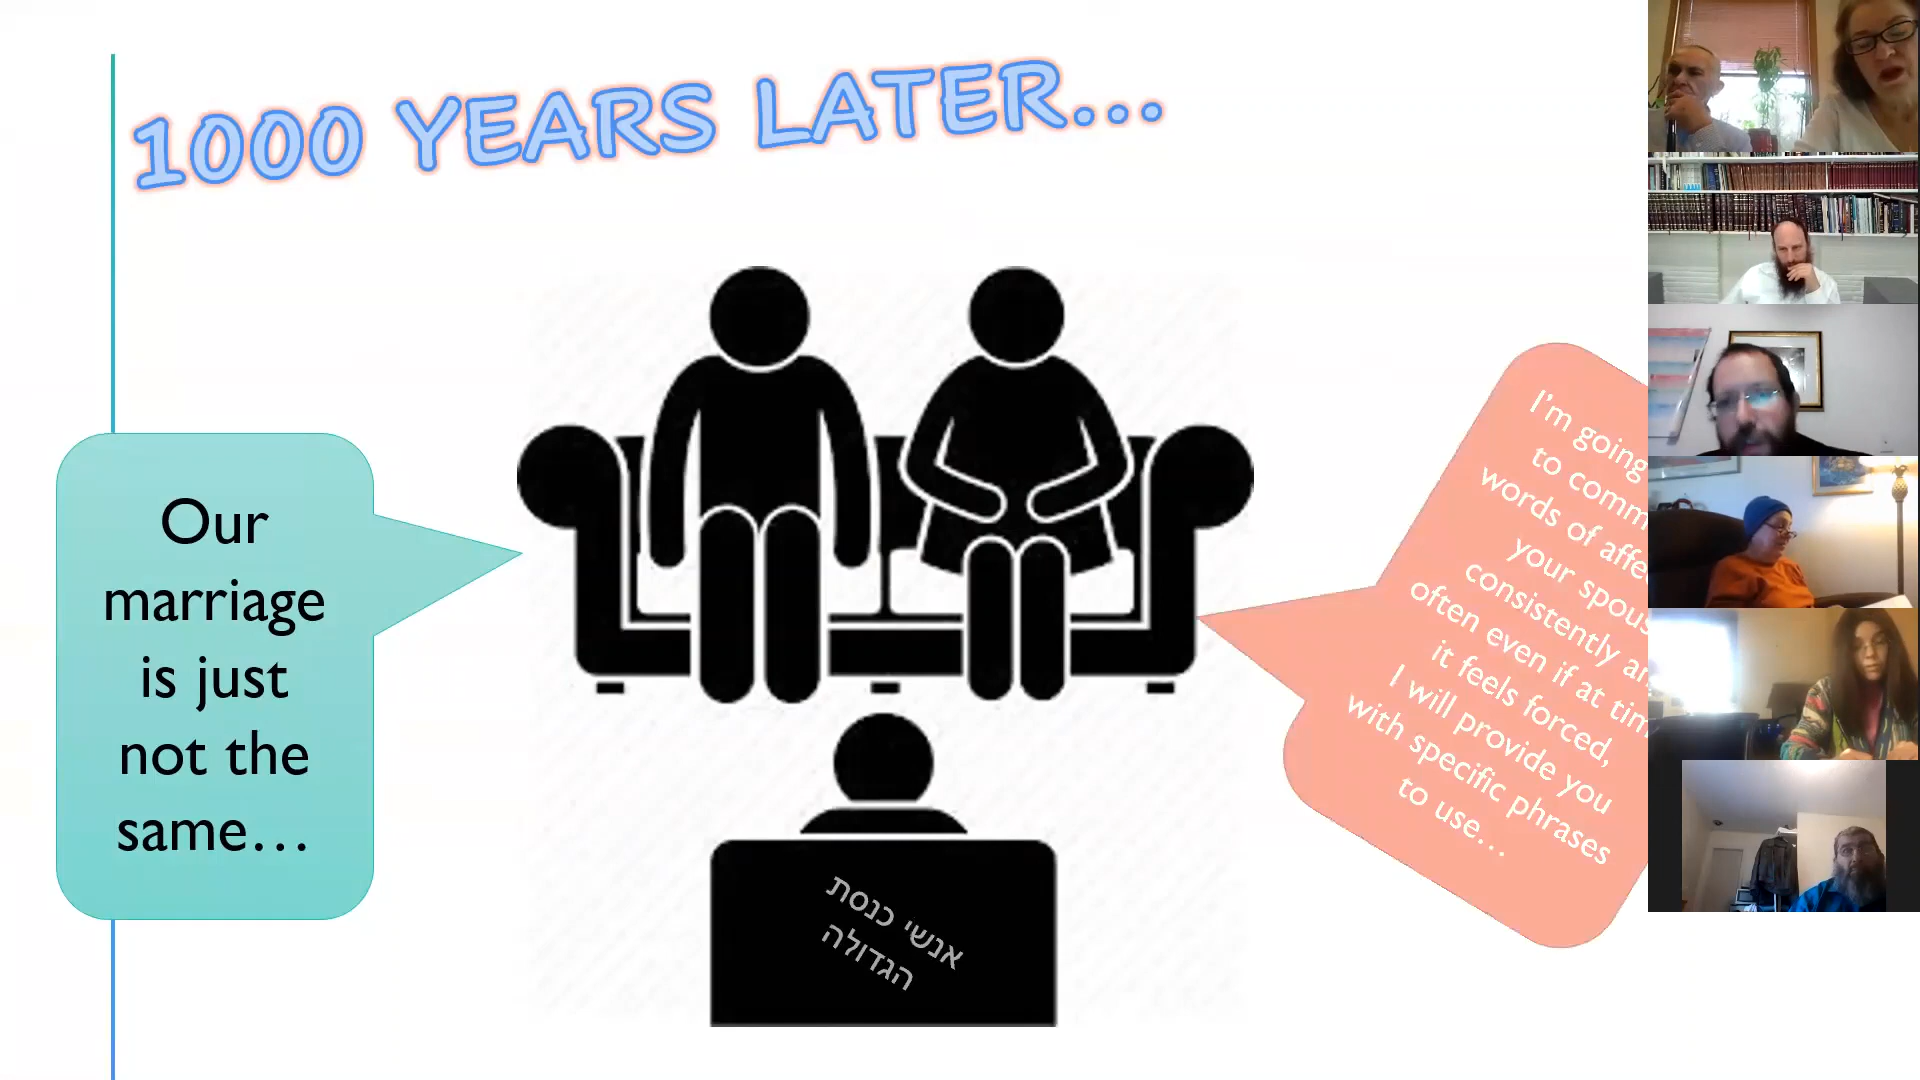 1000 YEARS LATER...
Our
marriage
is just
not the
same...
I'm going
to comm
words of affe
your spous
consistently a
often even if at tim
it feels forced,
I will provide you
with specific phrases
to use...
אנשי כנסת
הגדולה